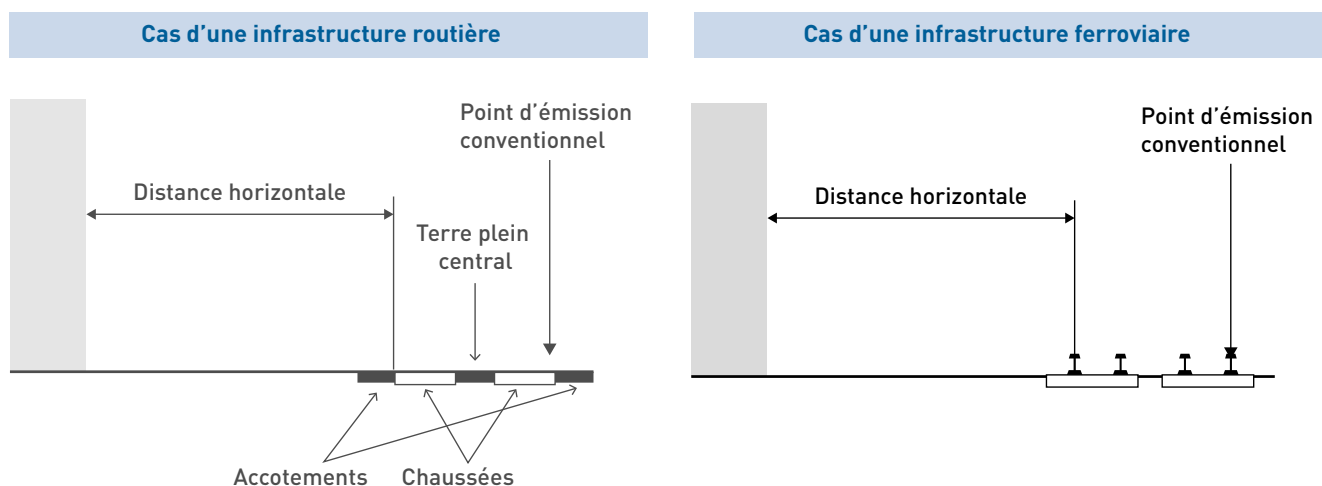 Cas d’une infrastructure routière
Point d’émission
conventionnel
Distance horizontale
Terre plein
central
Accotements
Chaussées
Cas d’une infrastructure ferroviaire
Point d’émission
conventionnel
Distance horizontale